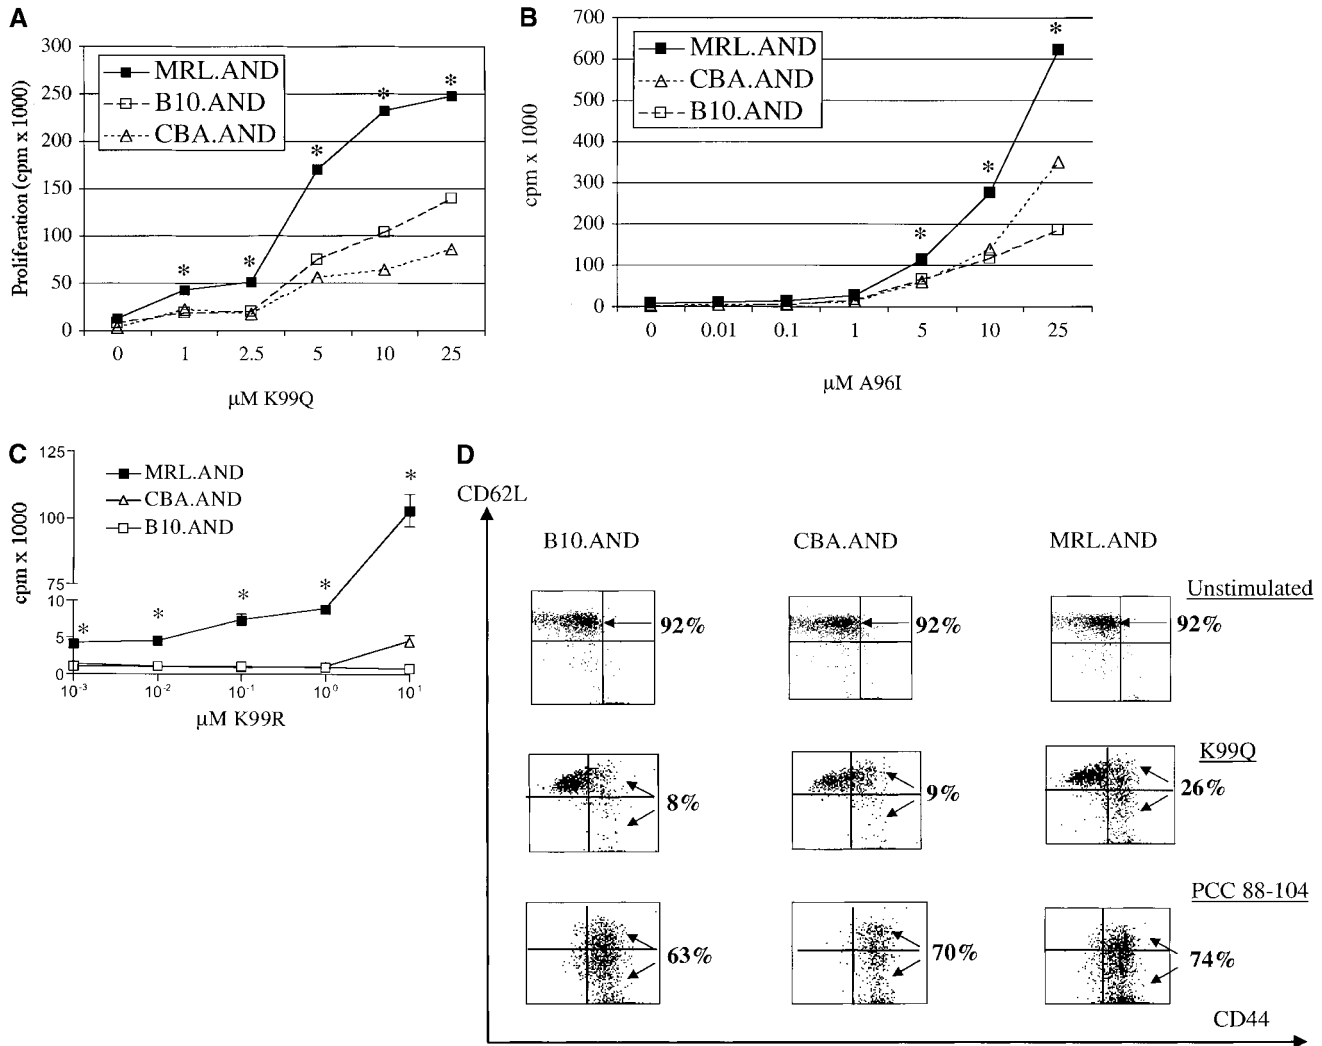 A
300
250
200
150
100
50
0
Proliferation (cpm x 1000)
MRL.AND
B10.AND
CBA.AND
*
*
*
*
*
0 1 2.5 5 10 25
μM K99Q
B
700
600
500
400
300
200
100
0
cpm x 1000
MRL.AND
CBA.AND
B10.AND
*
*
*
0 0.01 0.1 1 5 10 25
μM A96I
C
125
100
75
10
5
0
cpm x 1000
MRL.AND
CBA.AND
B10.AND
*
*
*
*
*
10⁻³ 10⁻² 10⁻¹ 10⁰ 10¹
μM K99R
D
CD62L
B10.AND CBA.AND MRL.AND
Unstimulated
92% 92% 92%
K99Q
8% 9% 26%
PCC 88-104
63% 70% 74%
CD44